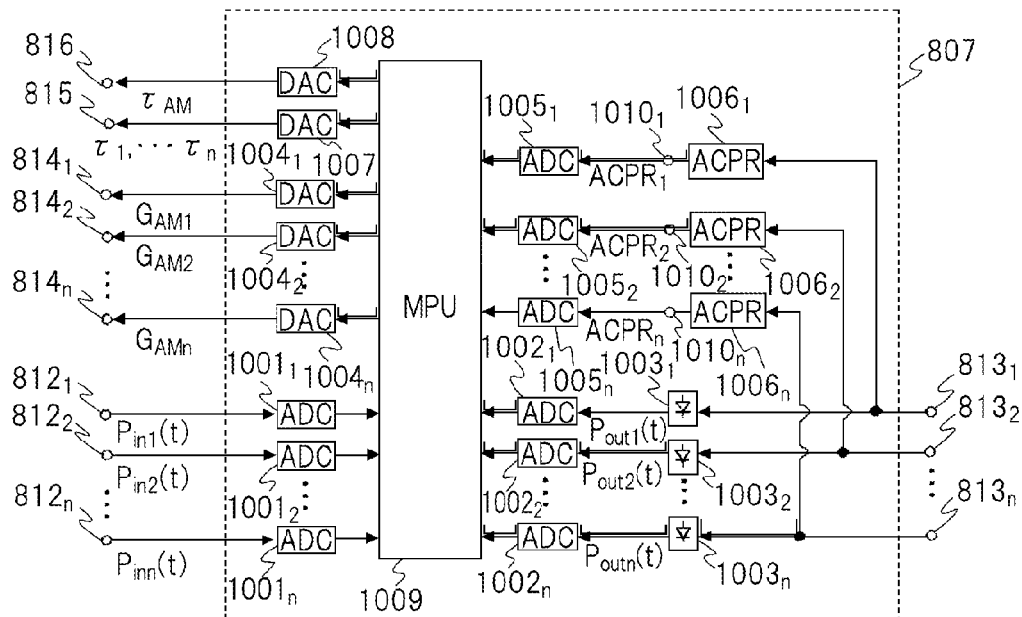 1008
816
DAC
807
τ AM
815
DAC
1005₁
1010₁
1006₁
τ ₁, ··· τ ₙ
1004₁
1007
ADC
ACPR
ACPR₁
814₁
DAC
G_AM1
814₂
DAC
ADC
ACPR
ACPR₂
G_AM2
1004₂
1010₂
1005₂
1006₂
MPU
814ₙ
DAC
ADC
ACPR
ACPRₙ
G_AMn
1001₁
1004ₙ
1002₁
1005ₙ
1003₁
1010ₙ
1006ₙ
812₁
813₁
ADC
ADC
P_in1(t)
P_out1(t)
812₂
813₂
ADC
ADC
P_in2(t)
P_out2(t)
1001₂
1002₂
1003₂
812ₙ
813ₙ
ADC
ADC
P_inn(t)
P_outn(t)
1001ₙ
1009
1002ₙ
1003ₙ